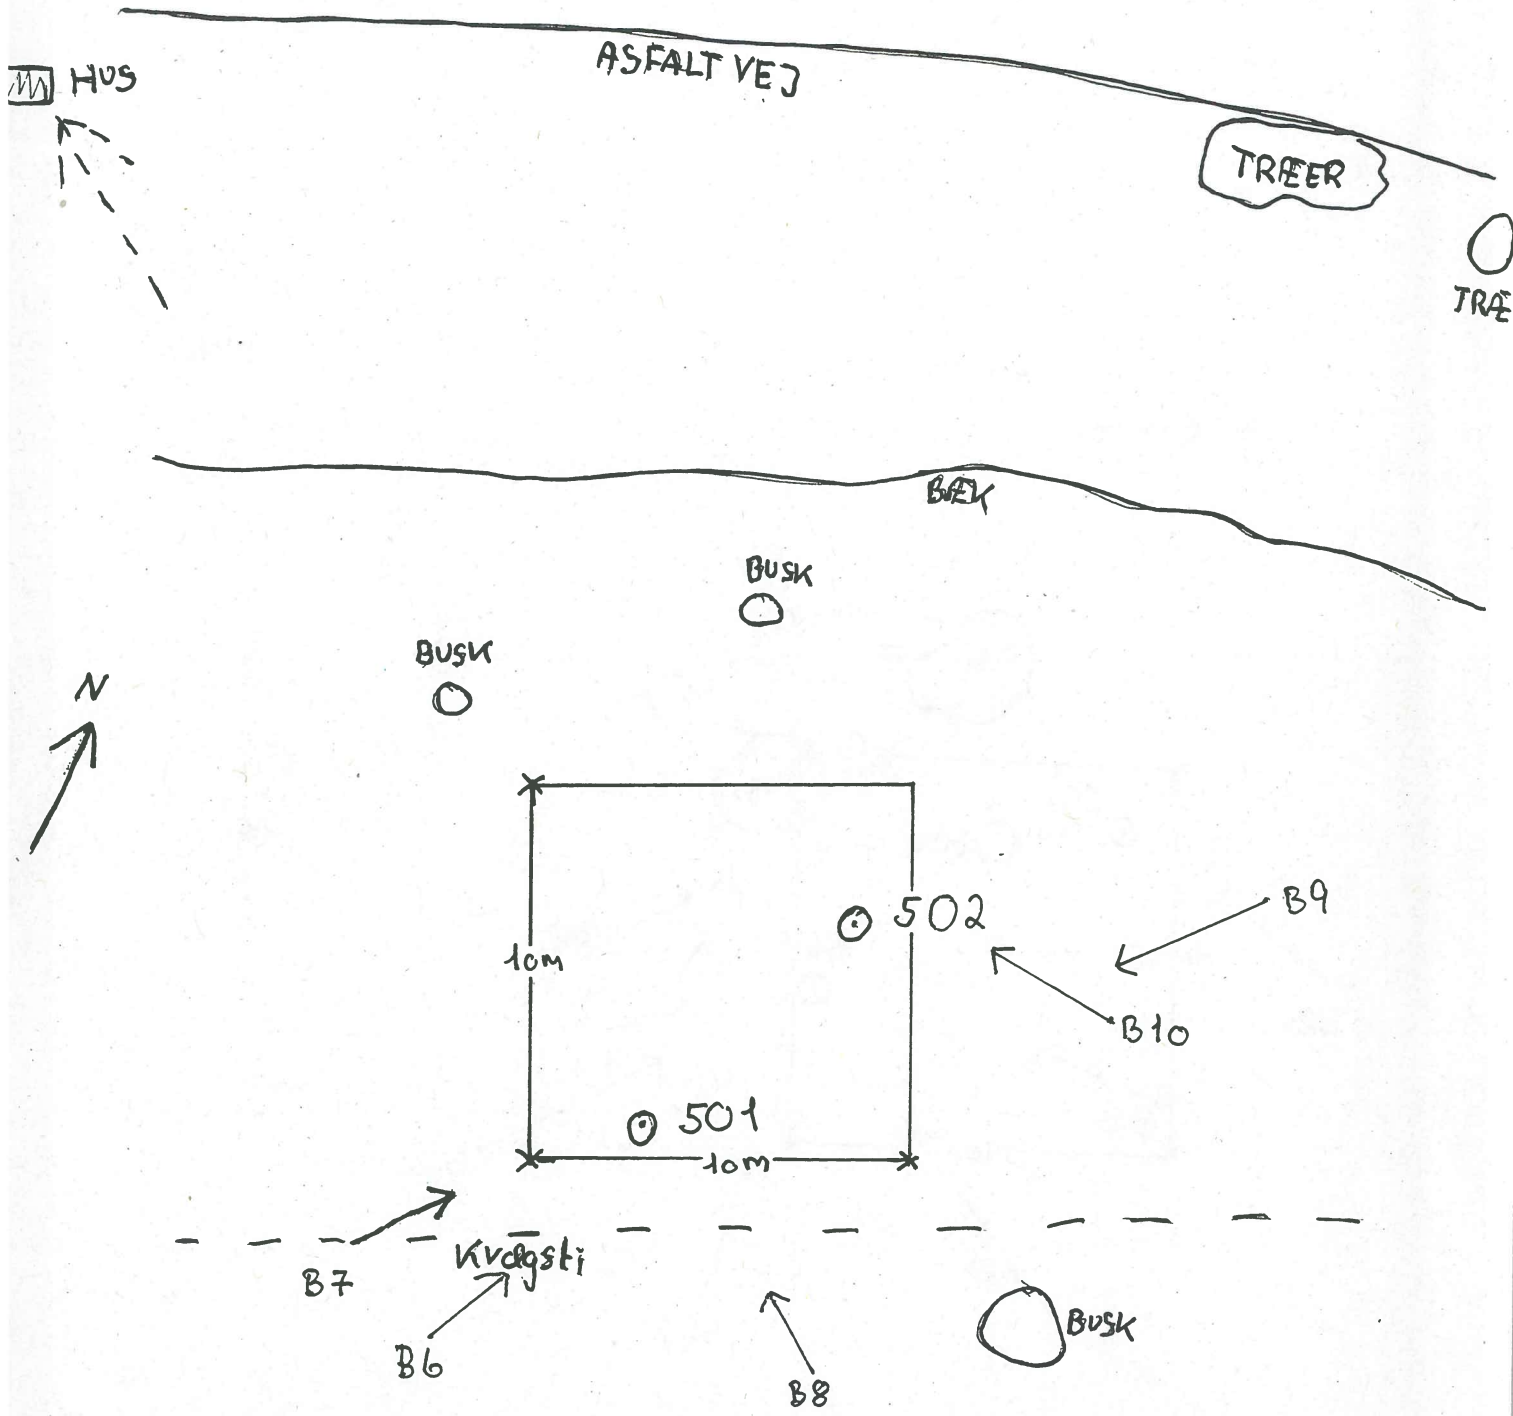 ASFALT VEJ
HUS
TRÆER
TRÆ
BÆK
BUSK
BUSK
N
502
B9
10m
B10
501
10m
Kvægsti
B7
BUSK
B6
B8